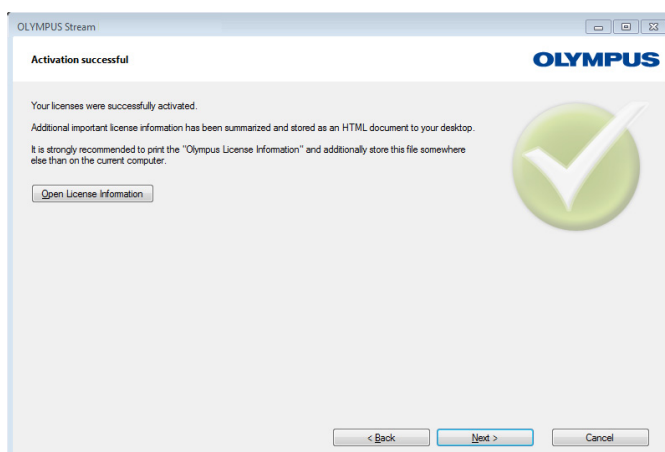 OLYMPUS Stream
Activation successful
OLYMPUS
Your licenses were successfully activated.
Additional important license information has been summarized and stored as an HTML document to your desktop.
It is strongly recommended to print the "Olympus License Information" and additionally store this file somewhere
else than on the current computer.
Open License Information
< Back
Next >
Cancel